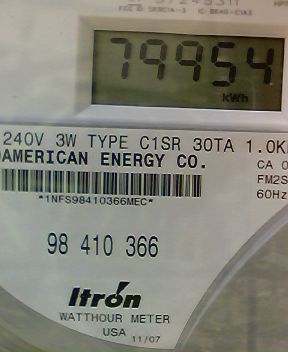 79954
kWh
240V 3W TYPE C1SR 30TA 1.0K
AMERICAN ENERGY CO.
CA 0
FM2S
60Hz
*1NFS98410366MEC*
98 410 366
Itron
WATTHOUR METER
USA 11/07